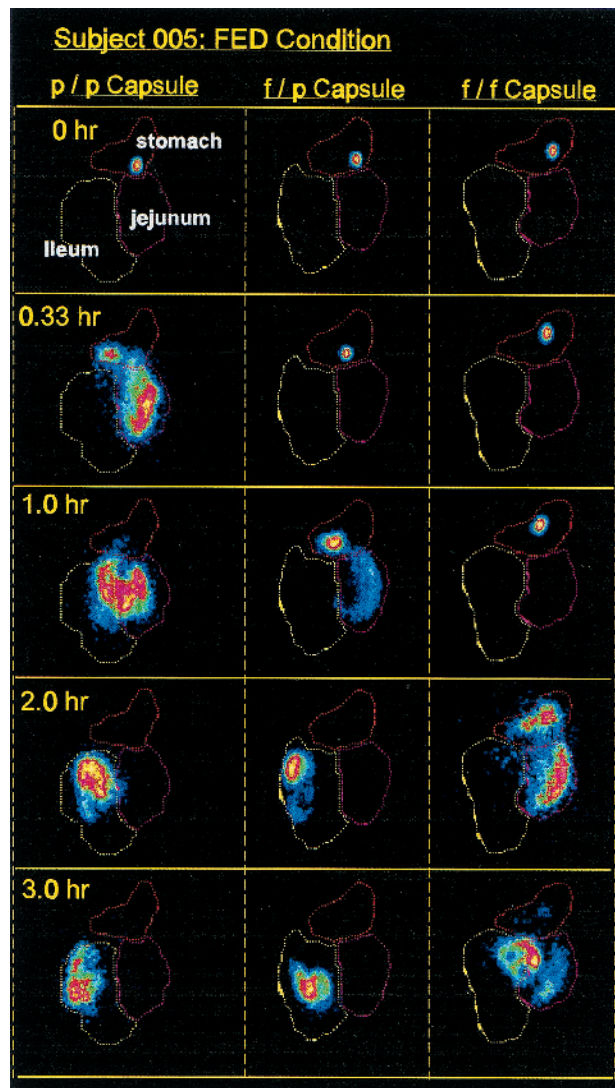 Subject 005: FED Condition
p / p Capsule f / p Capsule f / f Capsule
0 hr
stomach
jejunum
Ileum
0.33 hr
1.0 hr
2.0 hr
3.0 hr